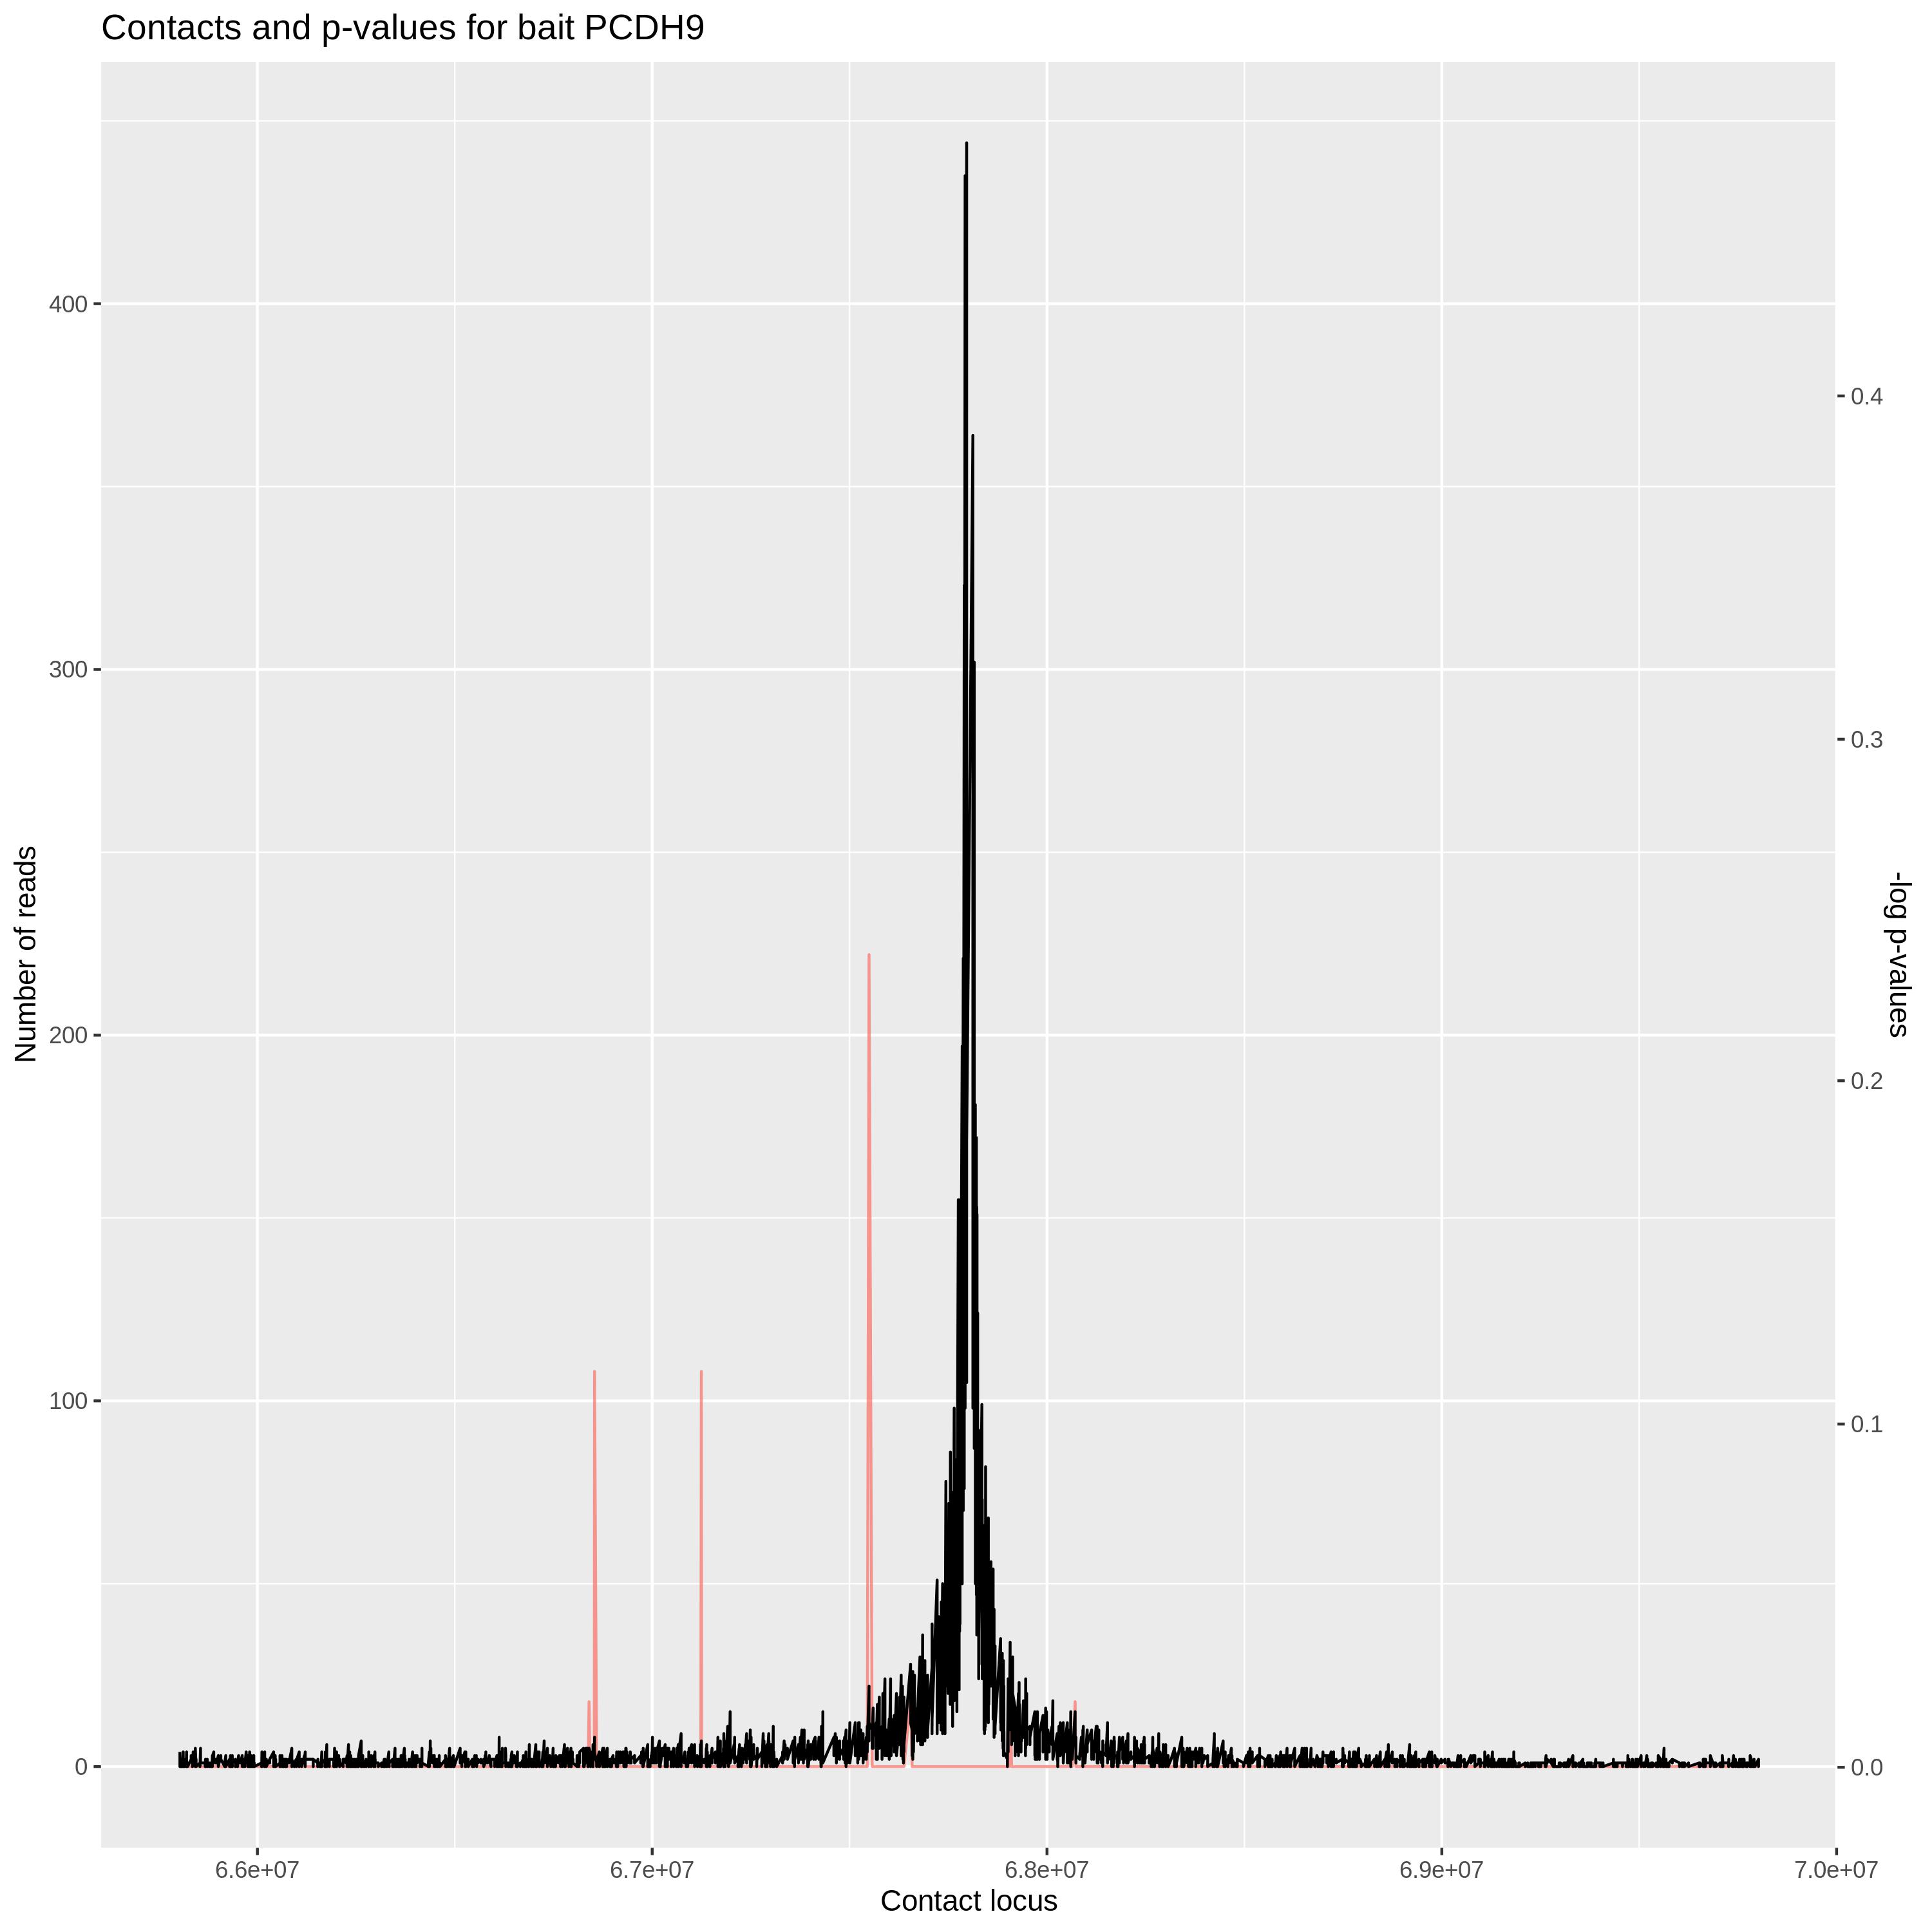 Contacts and p-values for bait PCDH9
Number of reads
400
300
200
100
0
0.4
0.3
0.2
0.1
0.0
-log p-values
6.6e+07
6.7e+07
6.8e+07
6.9e+07
7.0e+07
Contact locus